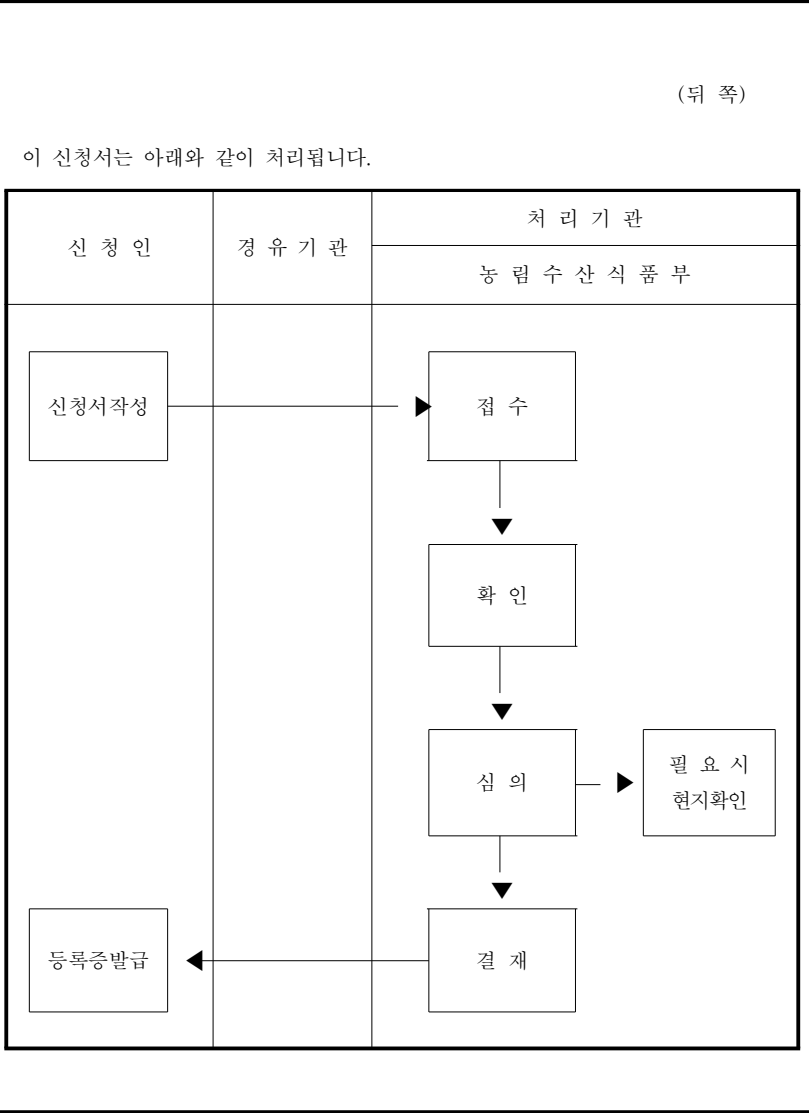 (뒤 쪽)
이 신청서는 아래와 같이 처리됩니다.
신 청 인
경 유 기 관
처 리 기 관
농 림 수 산 식 품 부
신청서작성
접 수
확 인
심 의
필 요 시
현지확인
등록증발급
결 재